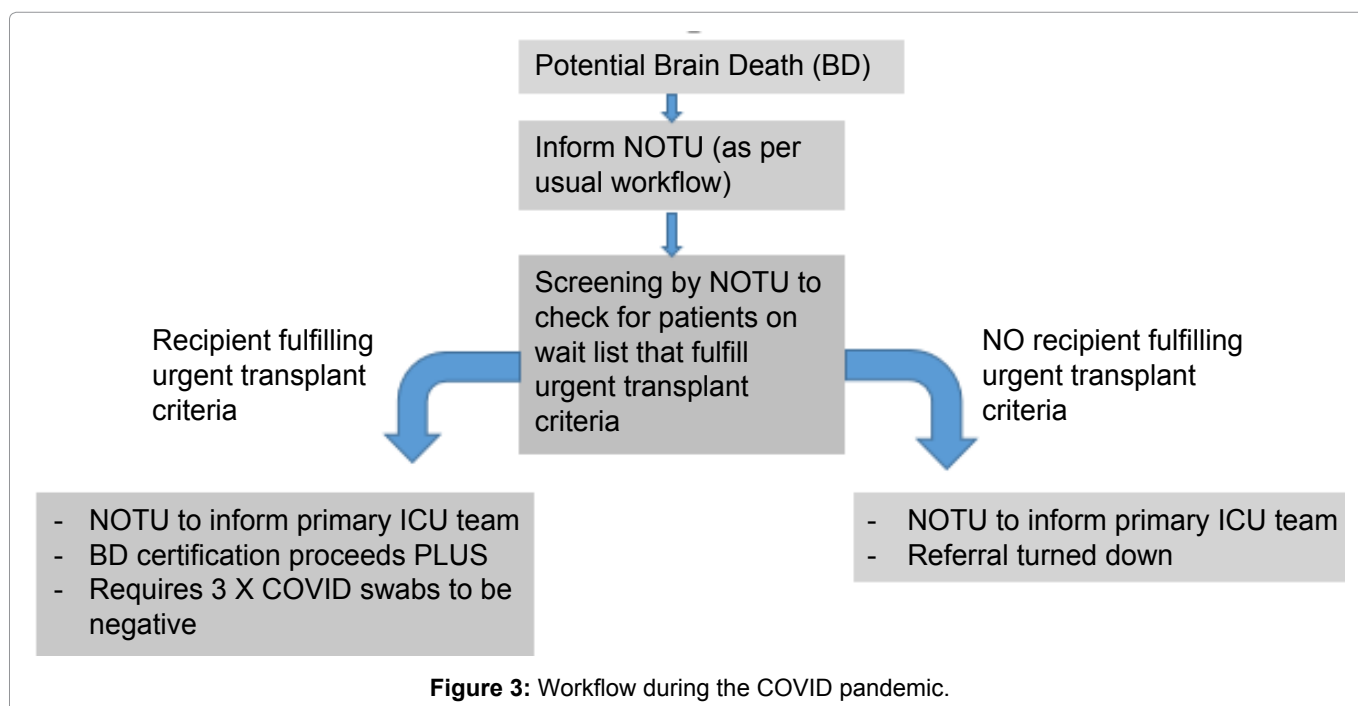 Potential Brain Death (BD)
Inform NOTU (as per
usual workflow)
Screening by NOTU to
check for patients on
wait list that fulfill
urgent transplant
criteria
Recipient fulfilling
urgent transplant
criteria
NO recipient fulfilling
urgent transplant
criteria
- NOTU to inform primary ICU team
- BD certification proceeds PLUS
- Requires 3 X COVID swabs to be
negative
- NOTU to inform primary ICU team
- Referral turned down
Figure 3: Workflow during the COVID pandemic.